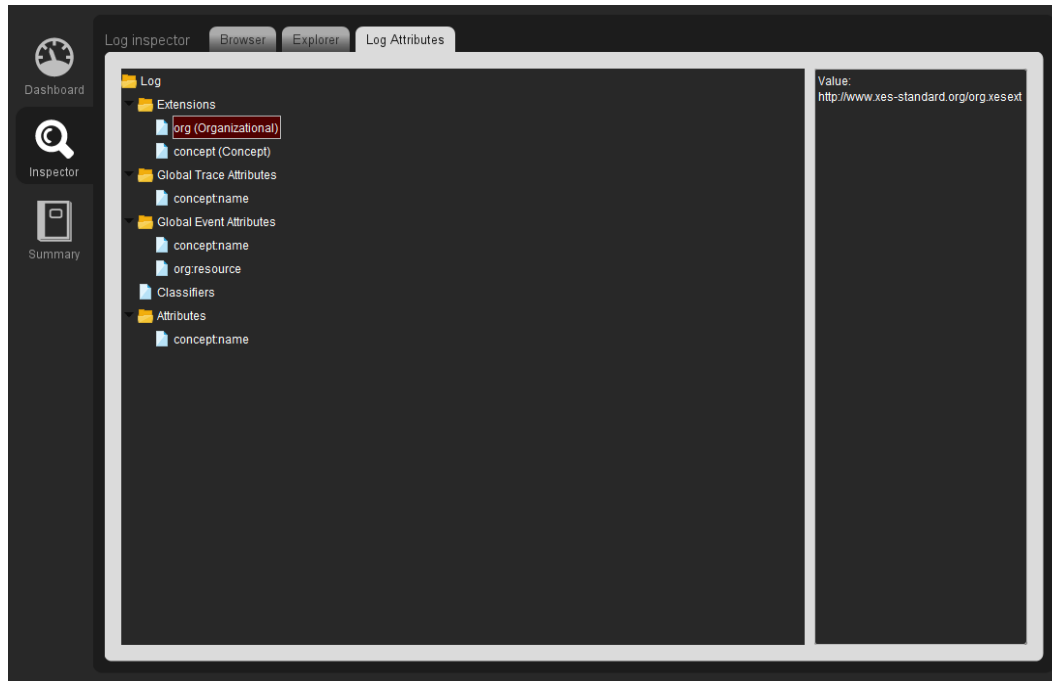 Log inspector Browser Explorer Log Attributes
Dashboard
Inspector
Summary
Log
Extensions
org (Organizational)
concept (Concept)
Global Trace Attributes
concept:name
Global Event Attributes
concept:name
org:resource
Classifiers
Attributes
concept:name
Value:
http://www.xes-standard.org/org.xesext